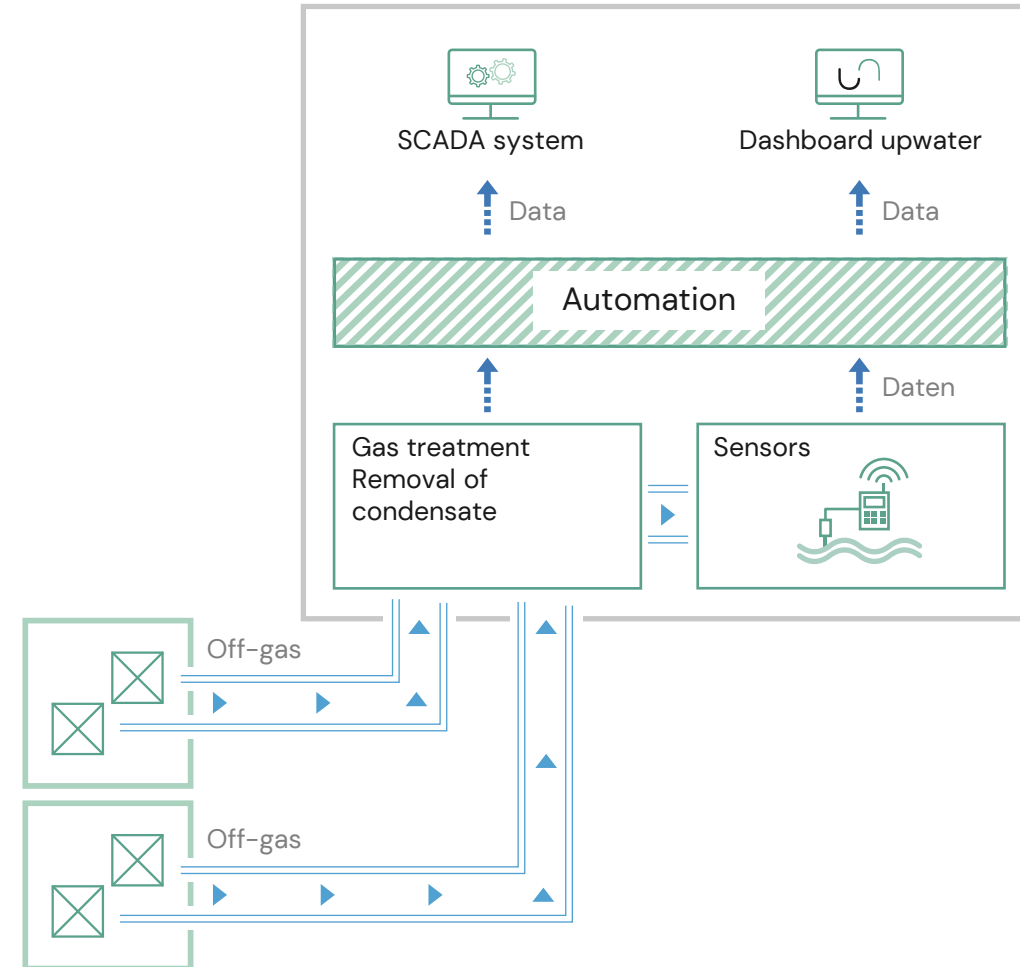 SCADA system
Dashboard upwater
Data
Data
Automation
Daten
Gas treatment
Removal of
condensate
Sensors
Off-gas
Off-gas